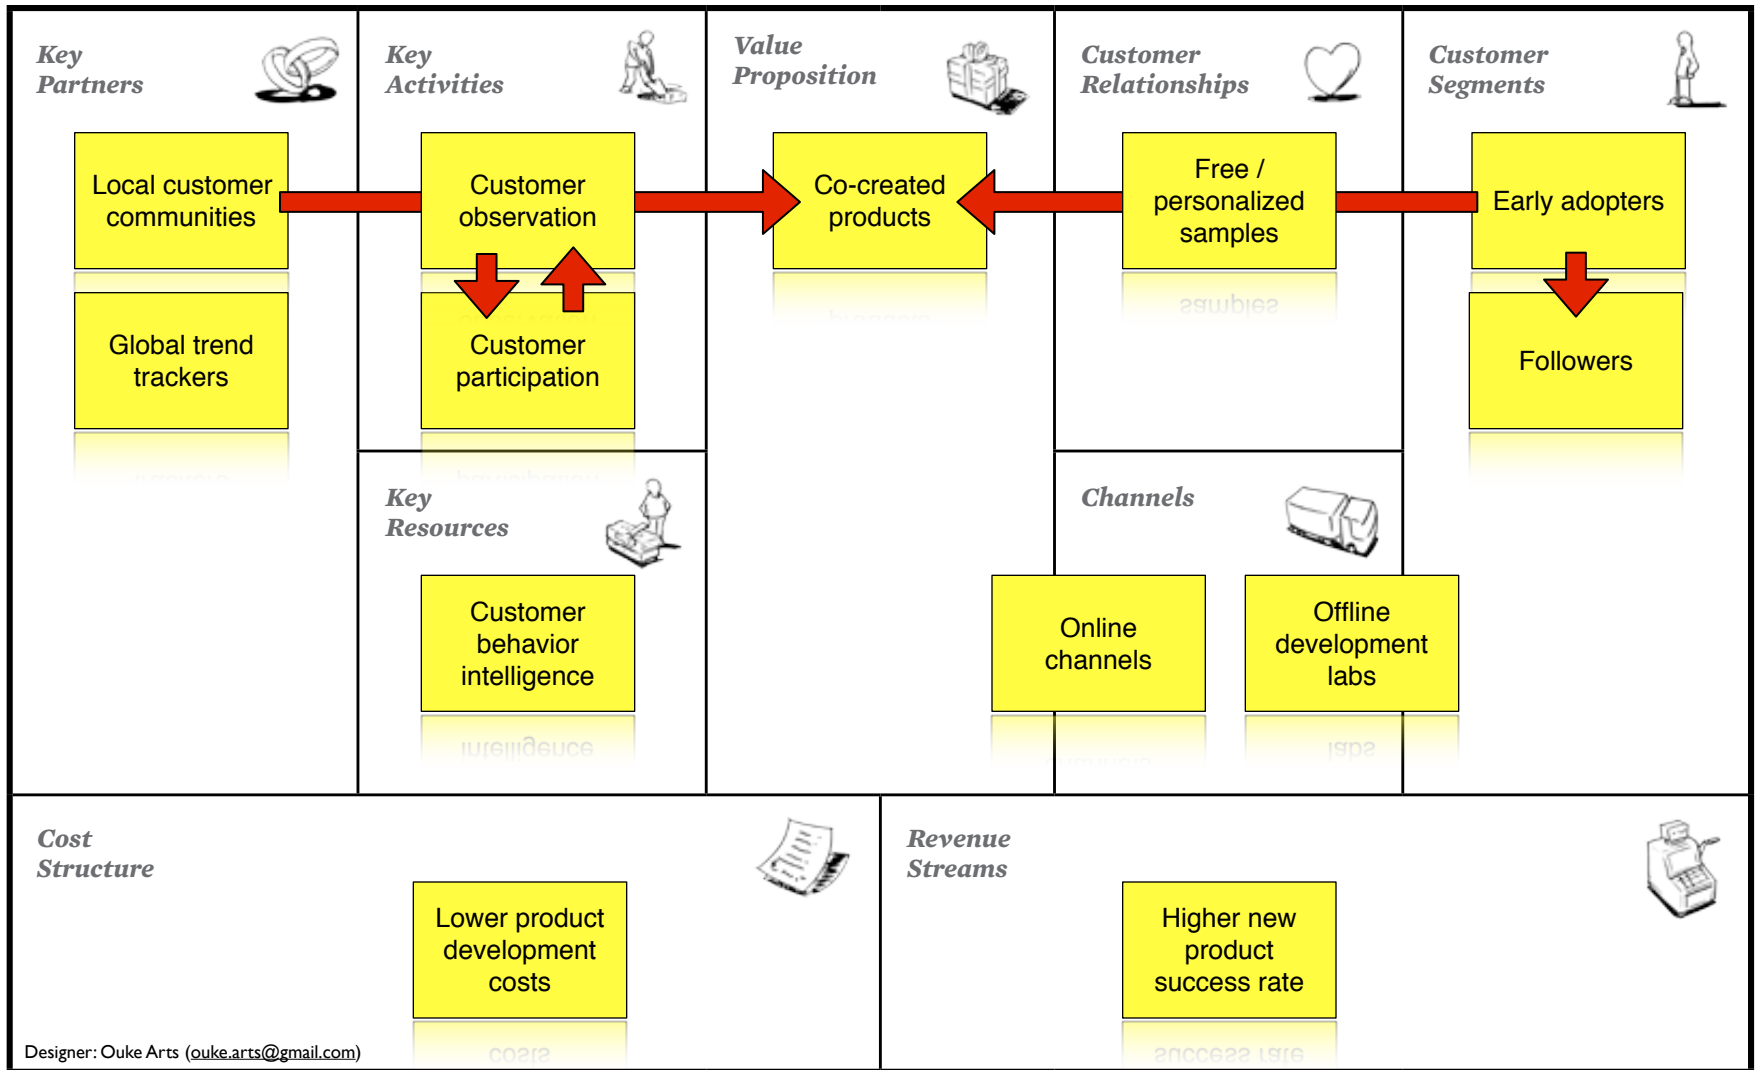 Key
Partners
Local customer
communities
Global trend
trackers
Key
Activities
Customer
observation
Customer
participation
Key
Resources
Customer
behavior
intelligence
Value
Proposition
Co-created
products
Customer
Relationships
Free /
personalized
samples
Channels
Online
channels
Offline
development
labs
Customer
Segments
Early adopters
Followers
Cost
Structure
Lower product
development
costs
Designer: Ouke Arts (ouke.arts@gmail.com)
Revenue
Streams
Higher new
product
success rate